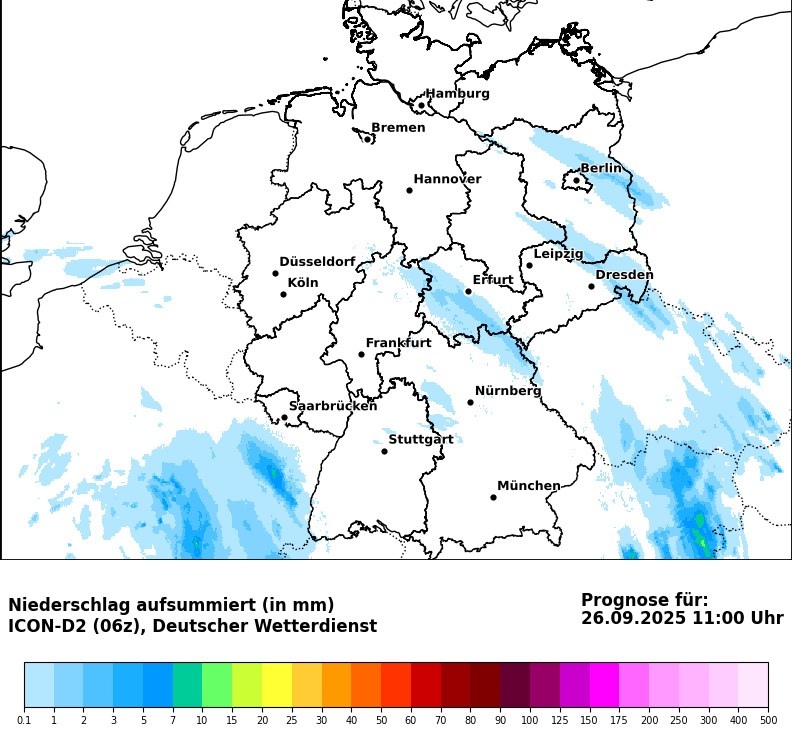 Hamburg
Bremen
Berlin
Hannover
Leipzig
Düsseldorf
Dresden
Erfurt
Köln
Frankfurt
Nürnberg
Saarbrücken
Stuttgart
München
Niederschlag aufsummiert (in mm)
ICON-D2 (06z), Deutscher Wetterdienst
Prognose für:
26.09.2025 11:00 Uhr
0.1 1 2 3 5 7 10 15 20 25 30 40 50 60 70 80 90 100 125 150 175 200 250 300 400 500